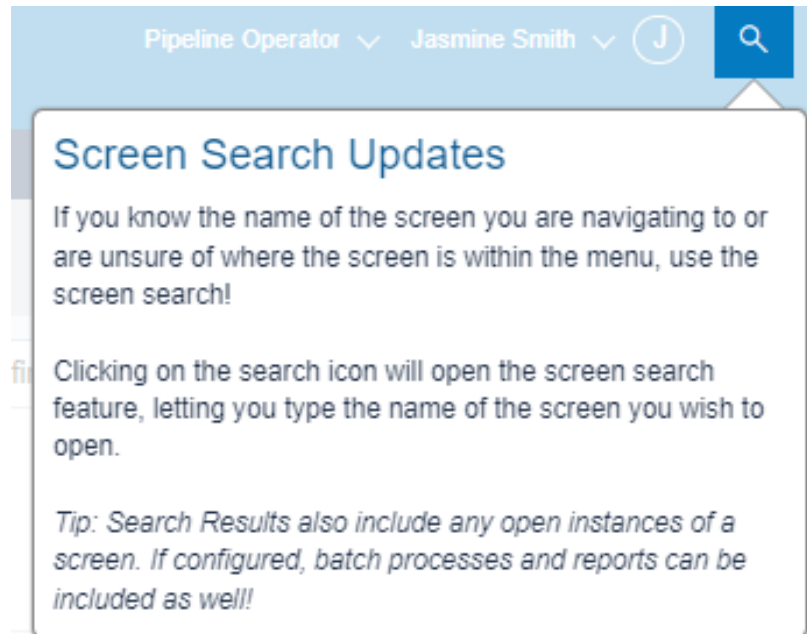 Pipeline Operator Jasmine Smith J
Screen Search Updates
If you know the name of the screen you are navigating to or
are unsure of where the screen is within the menu, use the
screen search!
fi
Clicking on the search icon will open the screen search
feature, letting you type the name of the screen you wish to
open.
Tip: Search Results also include any open instances of a
screen. If configured, batch processes and reports can be
included as well!